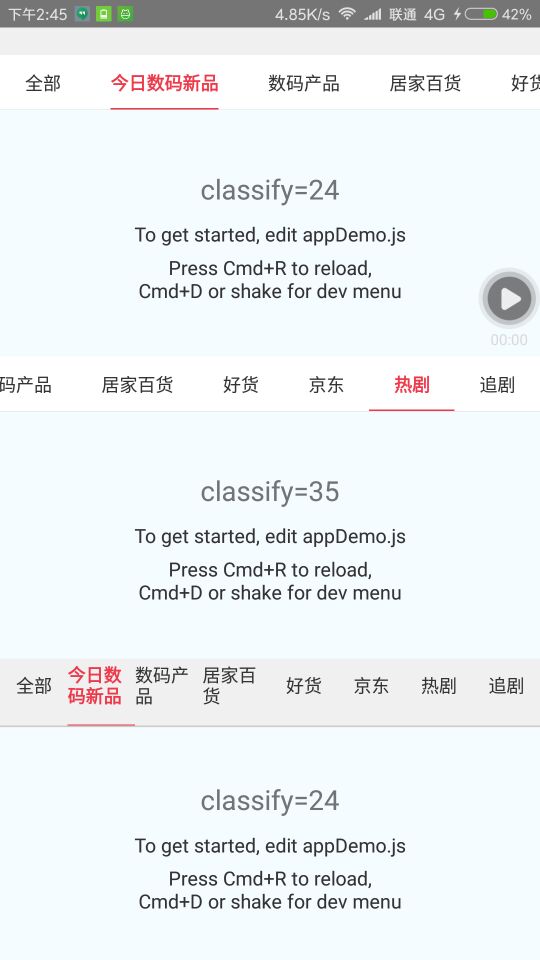 下午2:45 4.85K/s 联通 4G 42%
全部 今日数码新品 数码产品 居家百货 好货
classify=24
To get started, edit appDemo.js
Press Cmd+R to reload,
Cmd+D or shake for dev menu
00:00
码产品 居家百货 好货 京东 热剧 追剧
classify=35
To get started, edit appDemo.js
Press Cmd+R to reload,
Cmd+D or shake for dev menu
全部 今日数 数码产 居家百 好货 京东 热剧 追剧
码新品 品 货
classify=24
To get started, edit appDemo.js
Press Cmd+R to reload,
Cmd+D or shake for dev menu